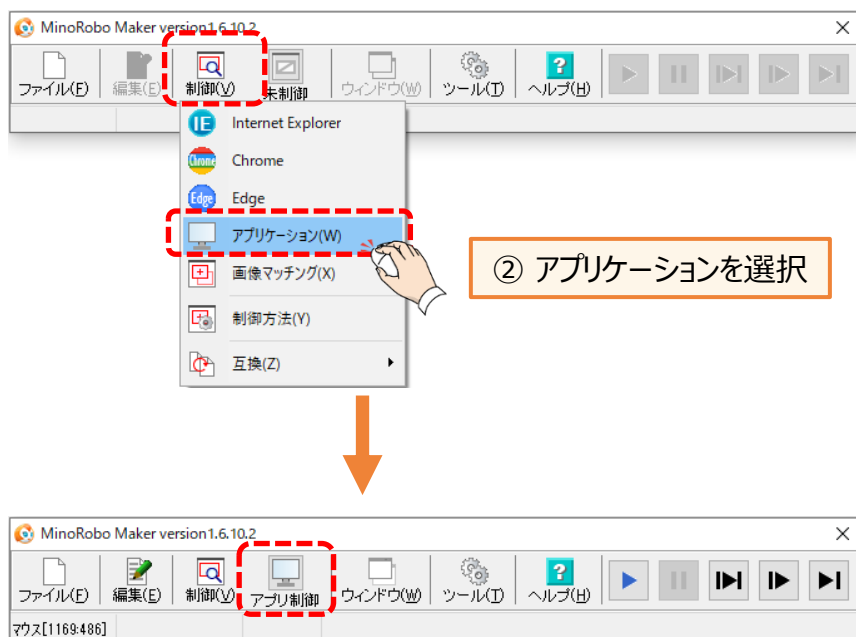 MinoRobo Maker version1.6.10.2
ファイル(F) 編集(E) 制御(V) 未制御 ウィンドウ(W) ツール(T) ヘルプ(H)
IE Internet Explorer
Chrome Chrome
Edge Edge
アプリケーション(W)
画像マッチング(X)
制御方法(Y)
互換(Z)
② アプリケーションを選択
MinoRobo Maker version1.6.10.2
ファイル(F) 編集(E) 制御(V) アプリ制御 ウィンドウ(W) ツール(T) ヘルプ(H)
マウス[1169:486]